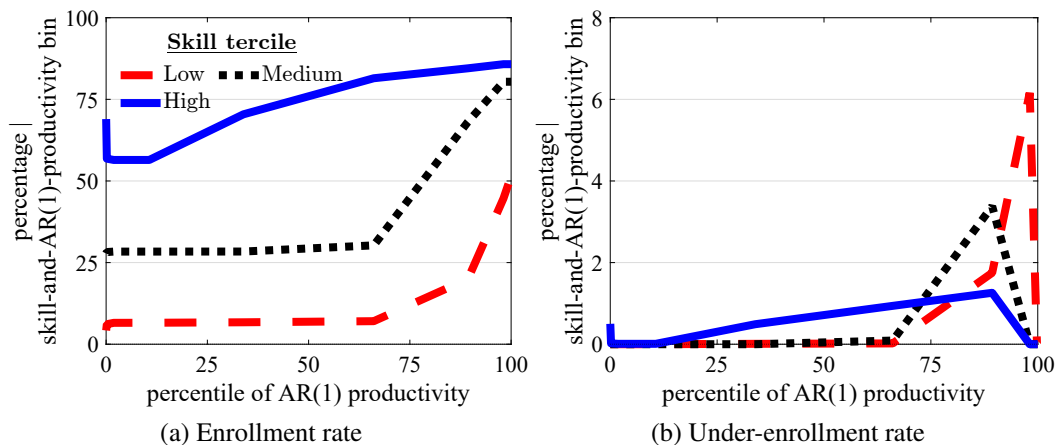 percentage |
skill-and-AR(1)-productivity bin
100
75
50
25
0
Skill tercile
Low
Medium
High
0
25
50
75
100
percentile of AR(1) productivity
(a) Enrollment rate
percentage |
skill-and-AR(1)-productivity bin
8
6
4
2
0
0
25
50
75
100
percentile of AR(1) productivity
(b) Under-enrollment rate